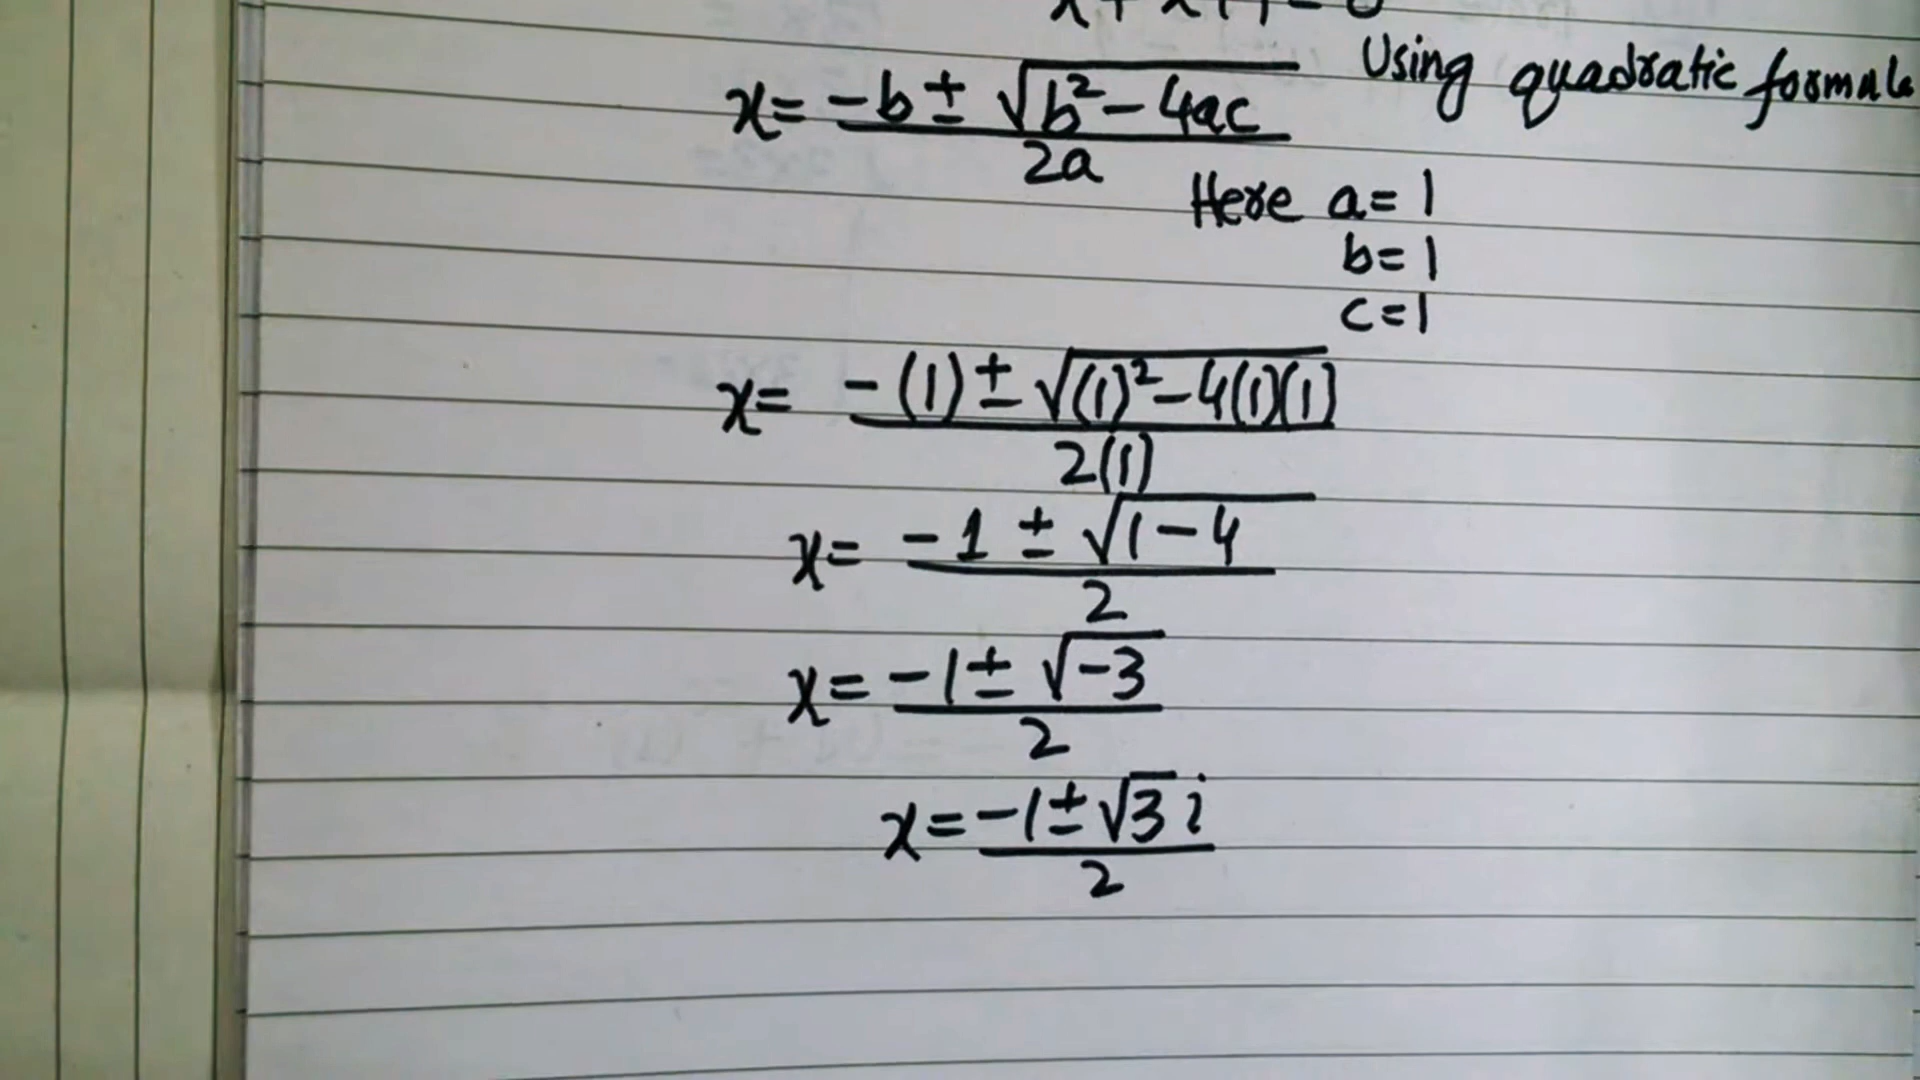 x = (-b ± √(b² - 4ac)) / 2a Using quadratic formula
Here a = 1
b = 1
c = 1
x = (-(1) ± √((1)² - 4(1)(1))) / 2(1)
x = (-1 ± √(1 - 4)) / 2
x = (-1 ± √-3) / 2
x = (-1 ± √3 i) / 2